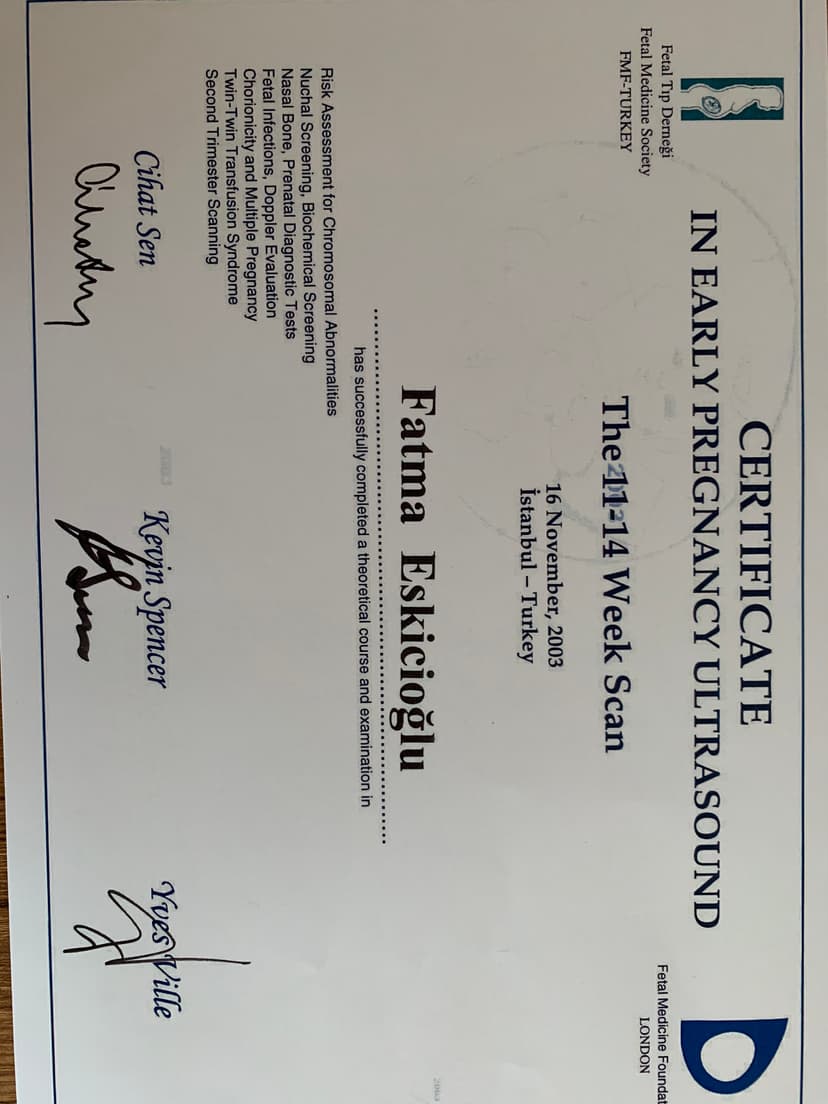 Fetal Tıp Derneği
Fetal Medicine Society
FMF-TURKEY
CERTIFICATE
IN EARLY PREGNANCY ULTRASOUND
Fetal Medicine Foundat
LONDON
The 11-14 Week Scan
16 November, 2003
İstanbul – Turkey
Fatma Eskicioğlu
has successfully completed a theoretical course and examination in
Risk Assessment for Chromosomal Abnormalities
Nuchal Screening, Biochemical Screening
Nasal Bone, Prenatal Diagnostic Tests
Fetal Infections, Doppler Evaluation
Chorionicity and Multiple Pregnancy
Twin-Twin Transfusion Syndrome
Second Trimester Scanning
Cihat Sen
Kevin Spencer
Yves Ville